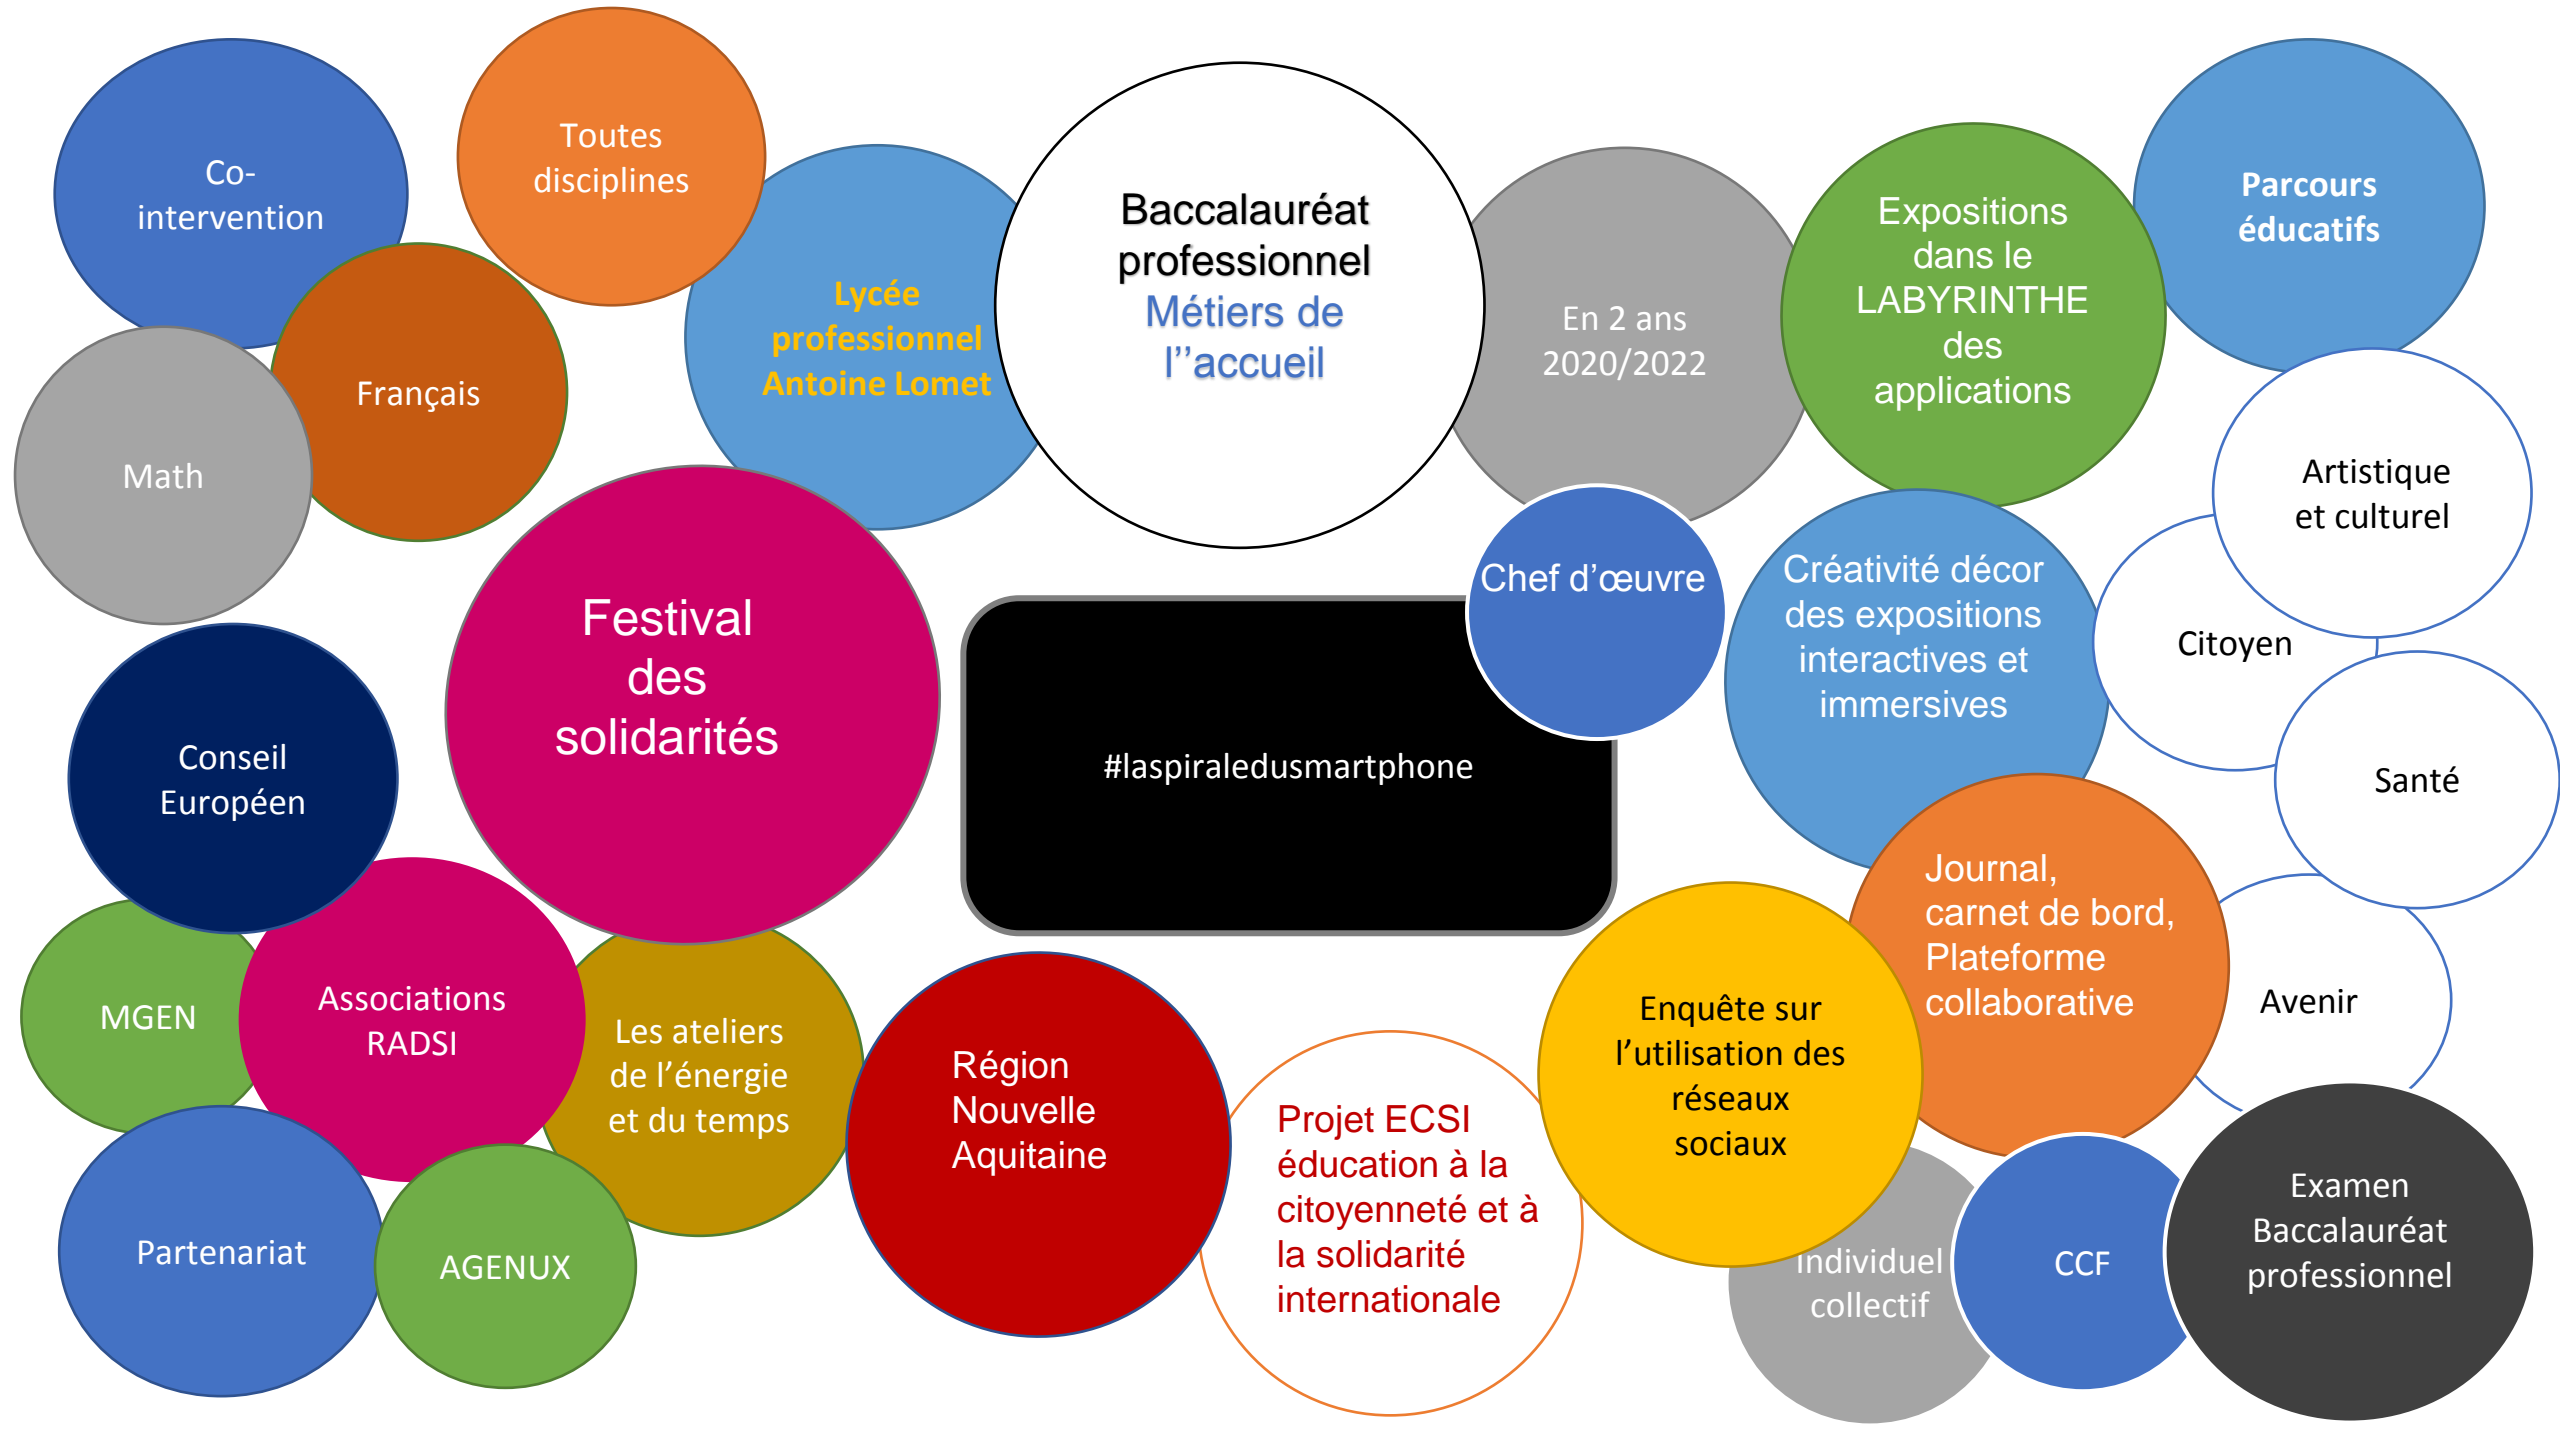 Co-
intervention
Toutes
disciplines
Français
Math
Lycée
professionnel
Antoine Lomet
Baccalauréat
professionnel
Métiers de
l’’accueil
En 2 ans
2020/2022
Expositions
dans le
LABYRINTHE
des
applications
Parcours
éducatifs
Artistique
et culturel
Citoyen
Santé
Avenir
Chef d’œuvre
Créativité décor
des expositions
interactives et
immersives
Festival
des
solidarités
#laspiraledusmartphone
Conseil
Européen
Journal,
carnet de bord,
Plateforme
collaborative
MGEN
Associations
RADSI
Les ateliers
de l’énergie
et du temps
Région
Nouvelle
Aquitaine
Projet ECSI
éducation à la
citoyenneté et à
la solidarité
internationale
Enquête sur
l’utilisation des
réseaux
sociaux
Partenariat
AGENUX
Individuel
collectif
CCF
Examen
Baccalauréat
professionnel